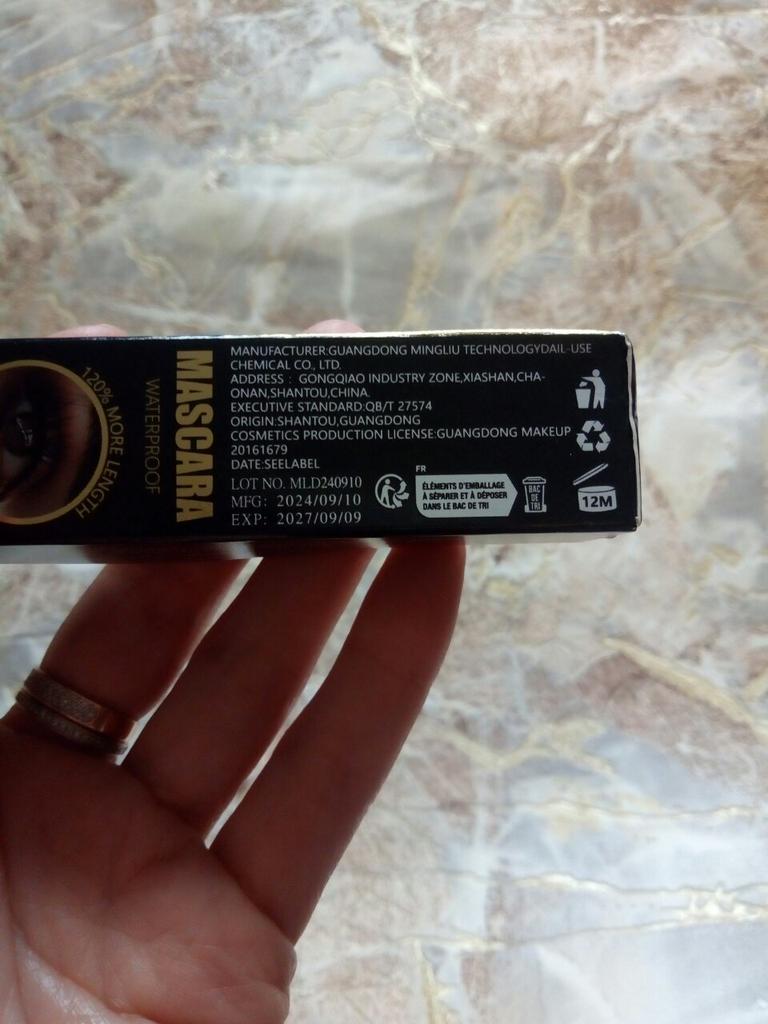 120% MORE LENGTH
WATERPROOF
MASCARA
MANUFACTURER:GUANGDONG MINGLIU TECHNOLOGYDAIL-USE
CHEMICAL CO., LTD.
ADDRESS : GONGQIAO INDUSTRY ZONE,XIASHAN,CHA-
ONAN,SHANTOU,CHINA.
EXECUTIVE STANDARD:QB/T 27574
ORIGIN:SHANTOU,GUANGDONG
COSMETICS PRODUCTION LICENSE:GUANGDONG MAKEUP
20161679
DATE:SEELABEL
LOT NO. MLD240910
MFG: 2024/09/10
EXP: 2027/09/09
FR
ÉLÉMENTS D'EMBALLAGE
À SÉPARER ET À DÉPOSER
DANS LE BAC DE TRI
BAC
DE
TRI
12M